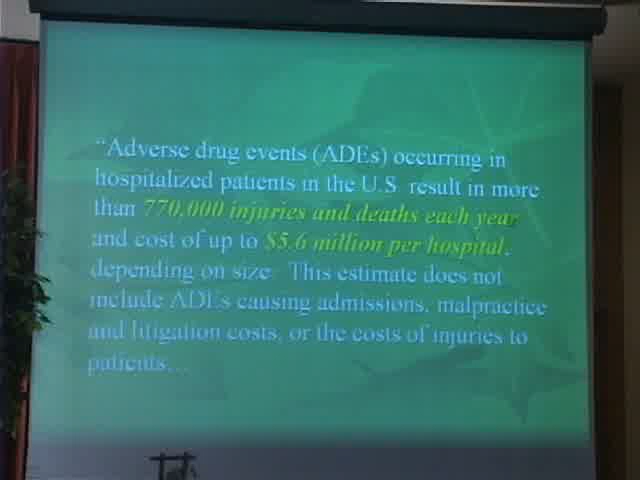 "Adverse drug events (ADEs) occurring in
hospitalized patients in the U.S result in more
than 770,000 injuries and deaths each year
and cost of up to $5.6 million per hospital,
depending on size. This estimate does not
include ADEs causing admissions, malpractice
and litigation costs, or the costs of injuries to
patients…